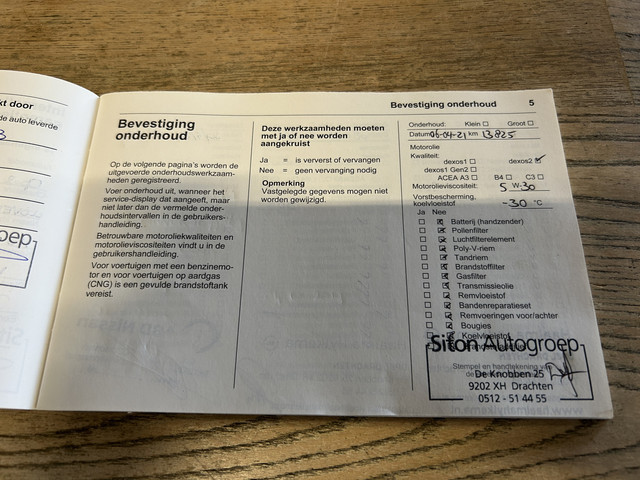 kt door
de auto leverde
Bevestiging onderhoud 5
Bevestiging
onderhoud
Op de volgende pagina's worden de
uitgevoerde onderhoudswerkzaam-
heden geregistreerd.
Voer onderhoud uit, wanneer het
service-display dat aangeeft, maar
niet later dan de vermelde onder-
houdsintervallen in de gebruikers-
handleiding.
Betrouwbare motoroliekwaliteiten en
motorolieviscositeiten vindt u in de
gebruikershandleiding.
Voor voertuigen met een benzinemo-
tor en voor voertuigen op aardgas
(CNG) is een gevulde brandstoftank
vereist.
Deze werkzaamheden moeten
met ja of nee worden
aangekruist
Ja = is ververst of vervangen
Nee = geen vervanging nodig
Opmerking
Vastgelegde gegevens mogen niet
worden gewijzigd.
Onderhoud: Klein Groot
Datum 06-04-21 km 13825
Motorolie
Kwaliteit:
dexos1 dexos2
dexos1 Gen2
ACEA A3 B4 C3
Motorolieviscositeit: 5 W-30
Vorstbescherming,
koelvloeistof -30 °C
Ja Nee
Batterij (handzender)
Pollenfilter
Luchtfilterelement
Poly-V-riem
Tandriem
Brandstoffilter
Gasfilter
Transmissieolie
Remvloeistof
Bandenreparatieset
Remvoeringen voor/achter
Bougies
Koelvloeistof
Siton Autogroep
Stempel en handtekening van
De Knobben 25
9202 XH Drachten
0512 - 51 44 55
oep